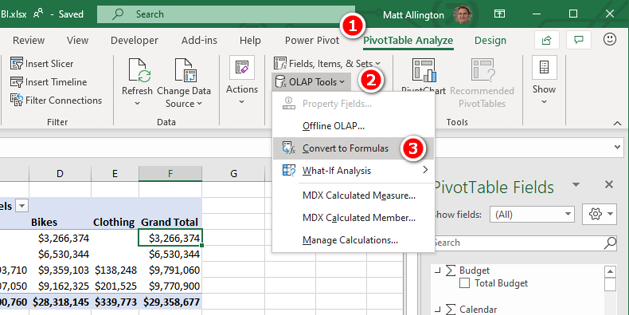 BI.xlsx - Saved
Search
Matt Allington
1
Review View Developer Add-ins Help Power Pivot PivotTable Analyze Design
Insert Slicer
Insert Timeline
Filter Connections
Filter
Refresh
Change Data Source
Data
Actions
Fields, Items, & Sets
OLAP Tools
2
Property Fields...
Offline OLAP...
Convert to Formulas
3
What-If Analysis
MDX Calculated Measure...
MDX Calculated Member...
Manage Calculations...
PivotChart
Recommended PivotTables
Tools
Show
D E F G H
els
Bikes Clothing Grand Total
$3,266,374 $3,266,374
$6,530,344 $6,530,344
93,710 $9,359,103 $138,248 $9,791,060
07,050 $9,162,325 $201,525 $9,770,900
00,760 $28,318,145 $339,773 $29,358,677
PivotTable Fields
Show fields: (All)
Search
Budget
Total Budget
Calendar